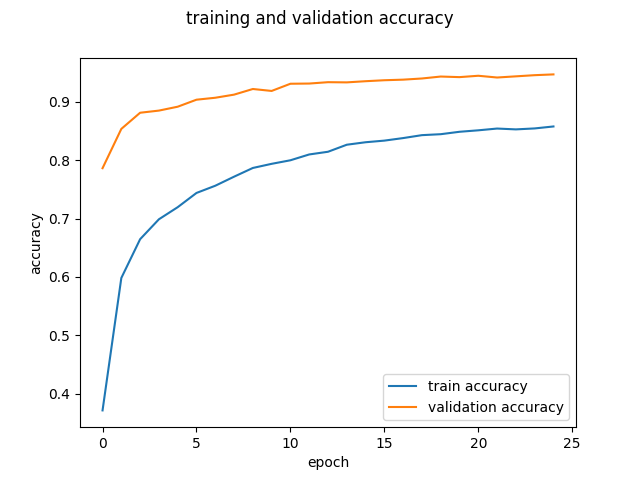 training and validation accuracy
0.9
0.8
0.7
0.6
0.5
0.4
accuracy
0 5 10 15 20 25
epoch
train accuracy
validation accuracy